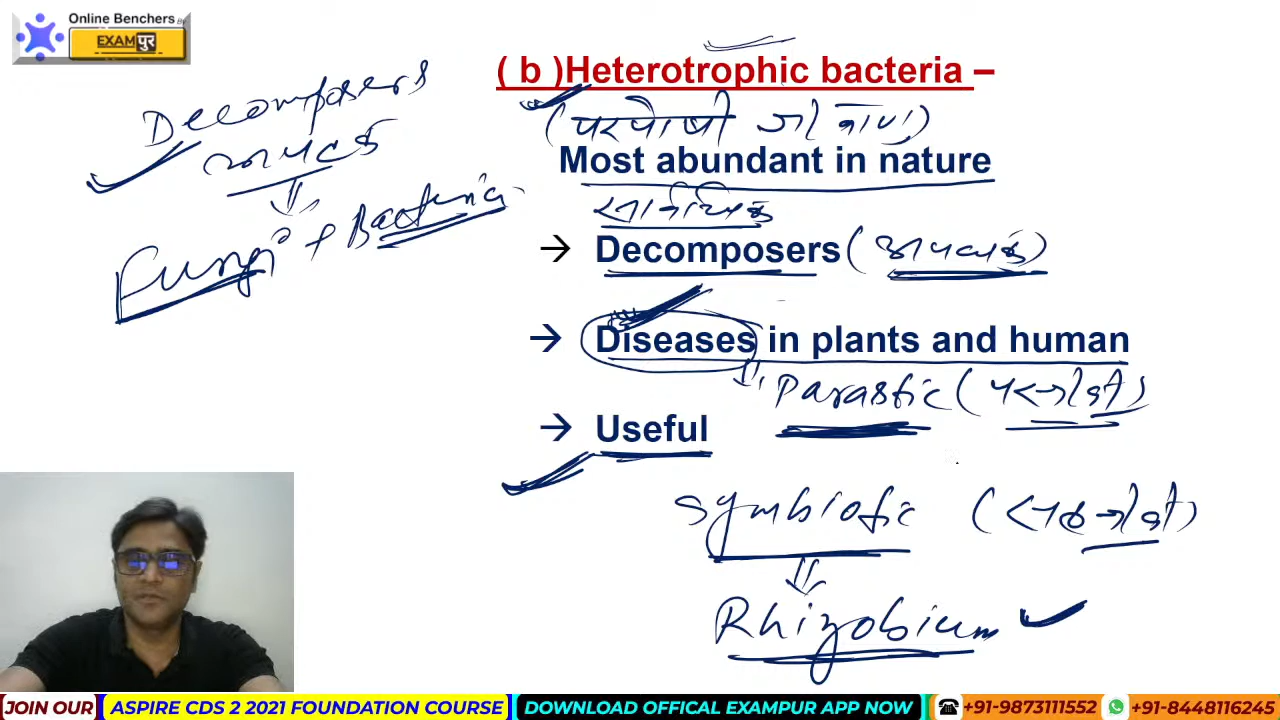 Online Benchers By
EXAMपुर
( b )Heterotrophic bacteria –
(परपोषी जीवाणु)
Most abundant in nature
Decomposers
अपघटक
Fungi + Bacteria
→ Decomposers (अपघटक)
→ Diseases in plants and human
Parastic (परजीवी)
→ Useful
Symbiotic (सहजीवी)
Rhizobium
JOIN OUR ASPIRE CDS 2 2021 FOUNDATION COURSE DOWNLOAD OFFICAL EXAMPUR APP NOW +91-9873111552 +91-8448116245